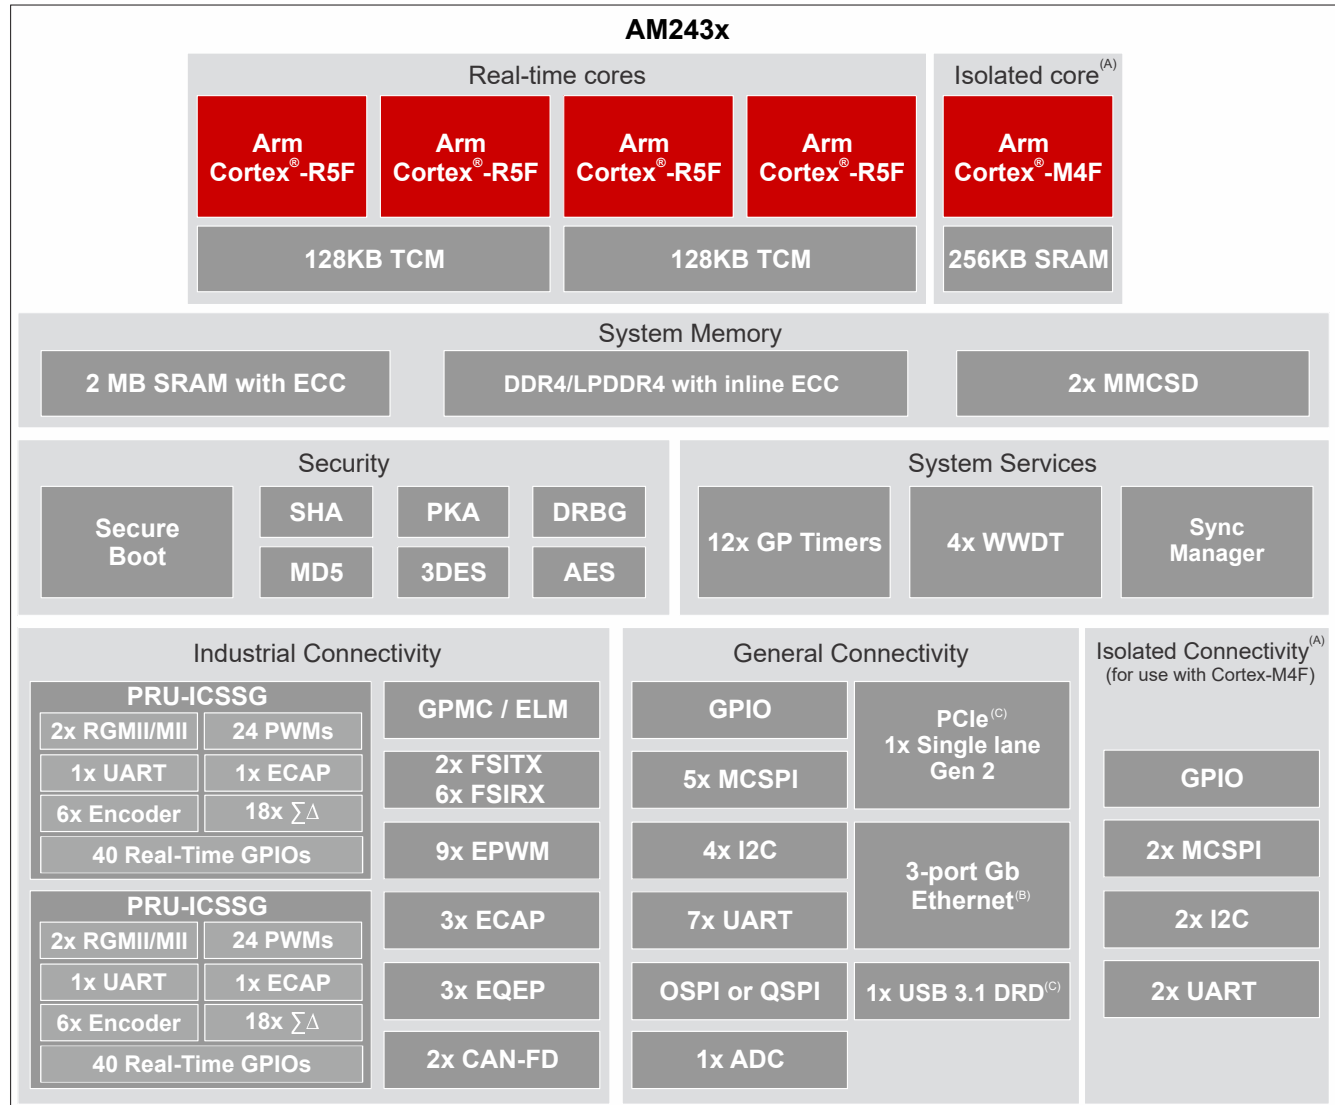 AM243x
Real-time cores
Isolated core(A)
Arm
Cortex®-R5F
Arm
Cortex®-R5F
Arm
Cortex®-R5F
Arm
Cortex®-R5F
Arm
Cortex®-M4F
128KB TCM
128KB TCM
256KB SRAM
System Memory
2 MB SRAM with ECC
DDR4/LPDDR4 with inline ECC
2x MMCSD
Security
Secure
Boot
SHA
PKA
DRBG
MD5
3DES
AES
System Services
12x GP Timers
4x WWDT
Sync
Manager
Industrial Connectivity
PRU-ICSSG
2x RGMII/MII
24 PWMs
1x UART
1x ECAP
6x Encoder
18x ∑∆
40 Real-Time GPIOs
PRU-ICSSG
2x RGMII/MII
24 PWMs
1x UART
1x ECAP
6x Encoder
18x ∑∆
40 Real-Time GPIOs
GPMC / ELM
2x FSITX
6x FSIRX
9x EPWM
3x ECAP
3x EQEP
2x CAN-FD
General Connectivity
GPIO
5x MCSPI
4x I2C
7x UART
OSPI or QSPI
1x ADC
PCIe(C)
1x Single lane
Gen 2
3-port Gb
Ethernet(B)
1x USB 3.1 DRD(C)
Isolated Connectivity(A)
(for use with Cortex-M4F)
GPIO
2x MCSPI
2x I2C
2x UART